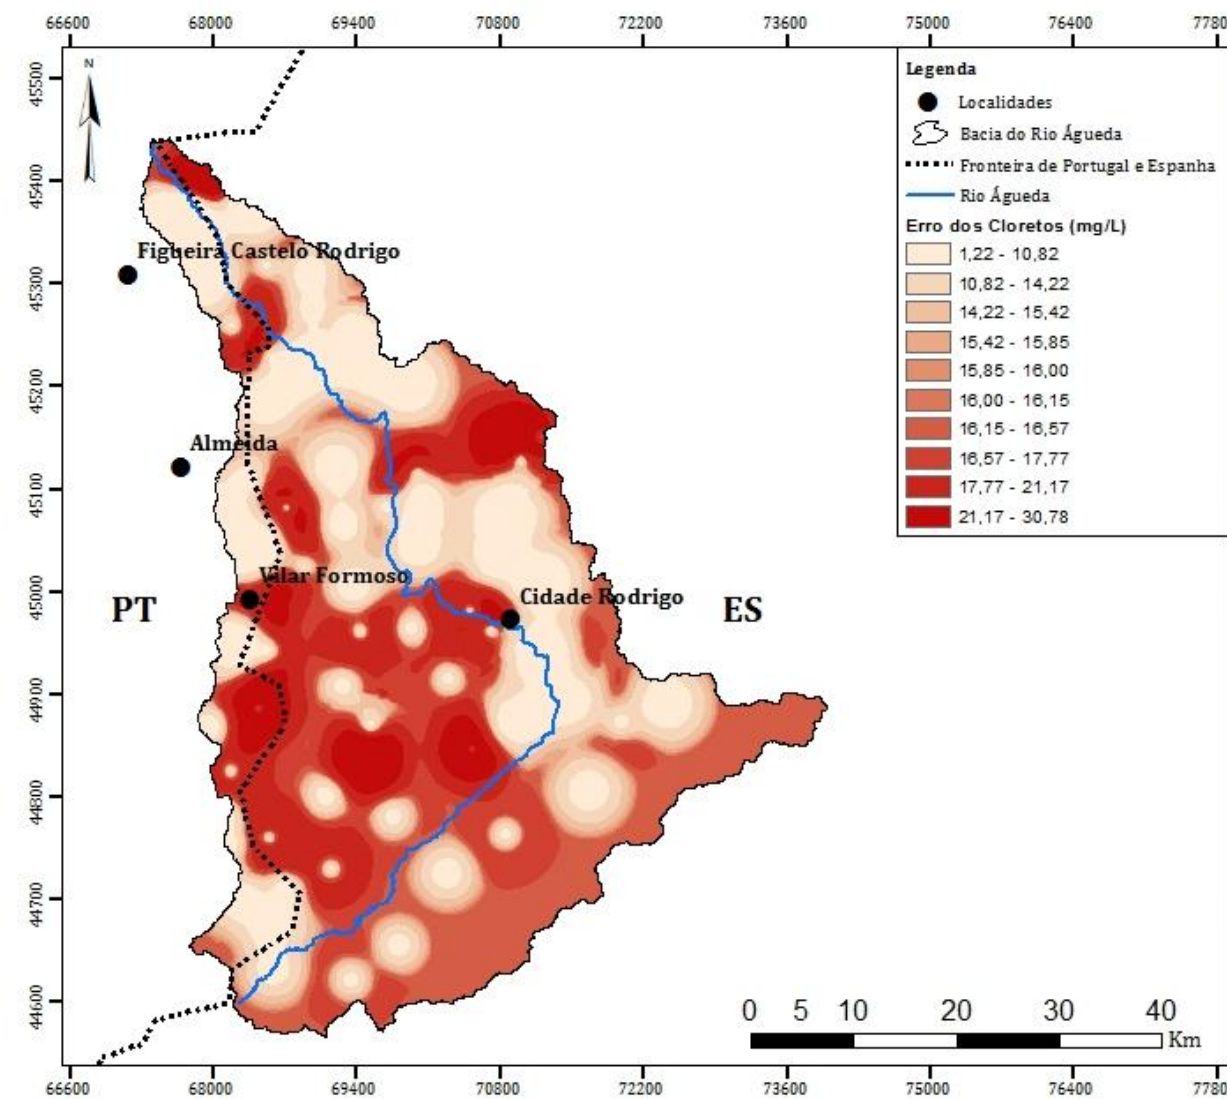 66600 68000 69400 70800 72200 73600 75000 76400 7780
N
Legenda
Localidades
Bacia do Rio Águeda
Fronteira de Portugal e Espanha
Rio Águeda
Erro dos Cloretos (mg/L)
1,22 - 10,82
10,82 - 14,22
14,22 - 15,42
15,42 - 15,85
15,85 - 16,00
16,00 - 16,15
16,15 - 16,57
16,57 - 17,77
17,77 - 21,17
21,17 - 30,78
45500
45400
45300
45200
45100
45000
44900
44800
44700
44600
Figueira Castelo Rodrigo
Almeida
Vilar Formoso
Cidade Rodrigo
PT
ES
0 5 10 20 30 40
Km
66600 68000 69400 70800 72200 73600 75000 76400 7780